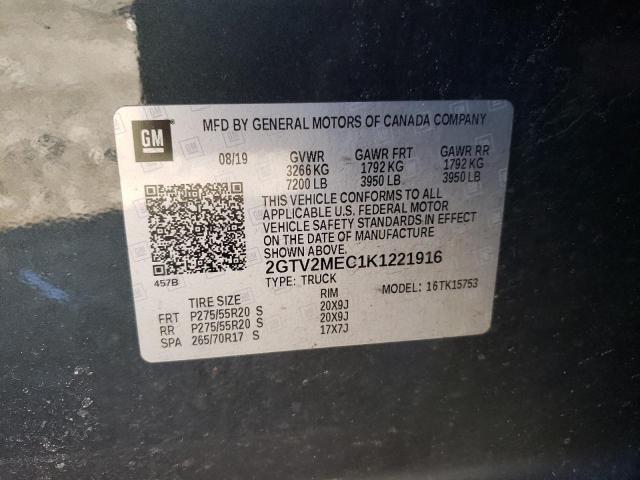 GM
MFD BY GENERAL MOTORS OF CANADA COMPANY
08/19 GVWR GAWR FRT GAWR RR
3266 KG 1792 KG 1792 KG
7200 LB 3950 LB 3950 LB
THIS VEHICLE CONFORMS TO ALL
APPLICABLE U.S. FEDERAL MOTOR
VEHICLE SAFETY STANDARDS IN EFFECT
ON THE DATE OF MANUFACTURE
SHOWN ABOVE.
2GTV2MEC1K1221916
457B TYPE: TRUCK MODEL: 16TK15753
TIRE SIZE RIM
FRT P275/55R20 S 20X9J
RR P275/55R20 S 20X9J
SPA 265/70R17 S 17X7J